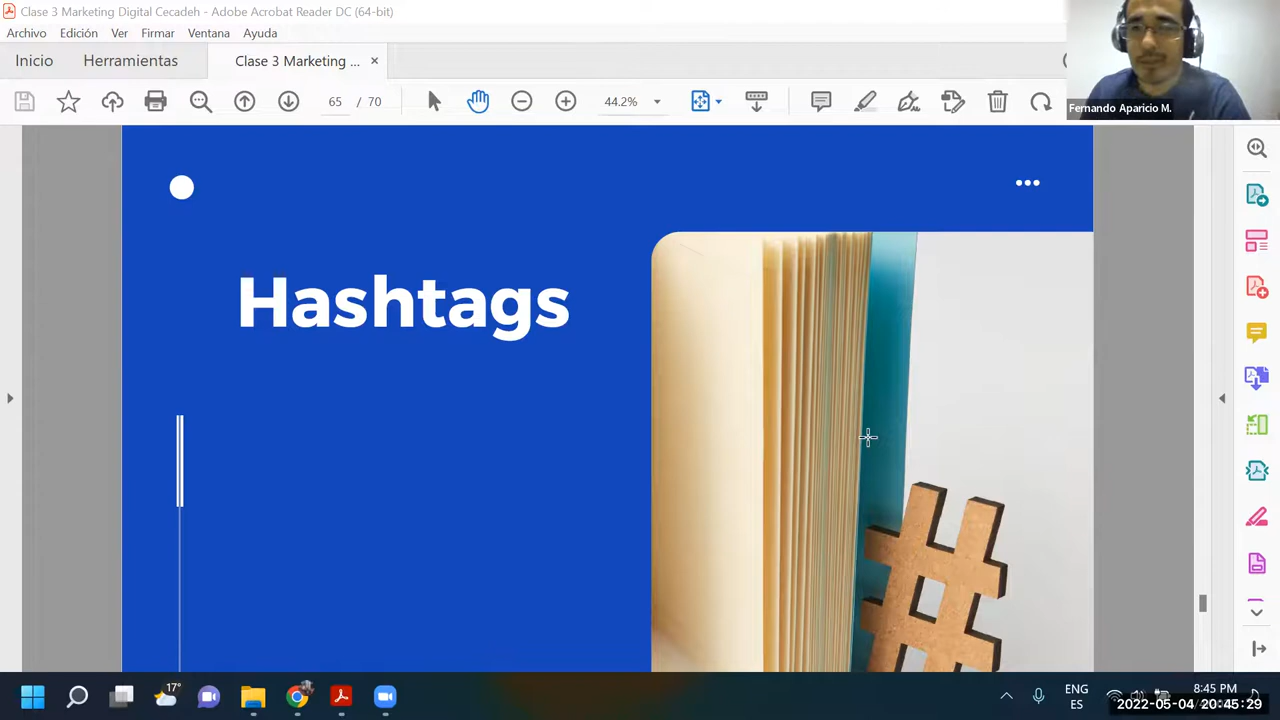 Clase 3 Marketing Digital Cecadeh - Adobe Acrobat Reader DC (64-bit)
Archivo Edición Ver Firmar Ventana Ayuda
Inicio Herramientas Clase 3 Marketing ... ×
65 / 70 44.2%
Fernando Aparicio M.
Hashtags
17°
ENG
ES
8:45 PM
2022-05-04 20:45:29